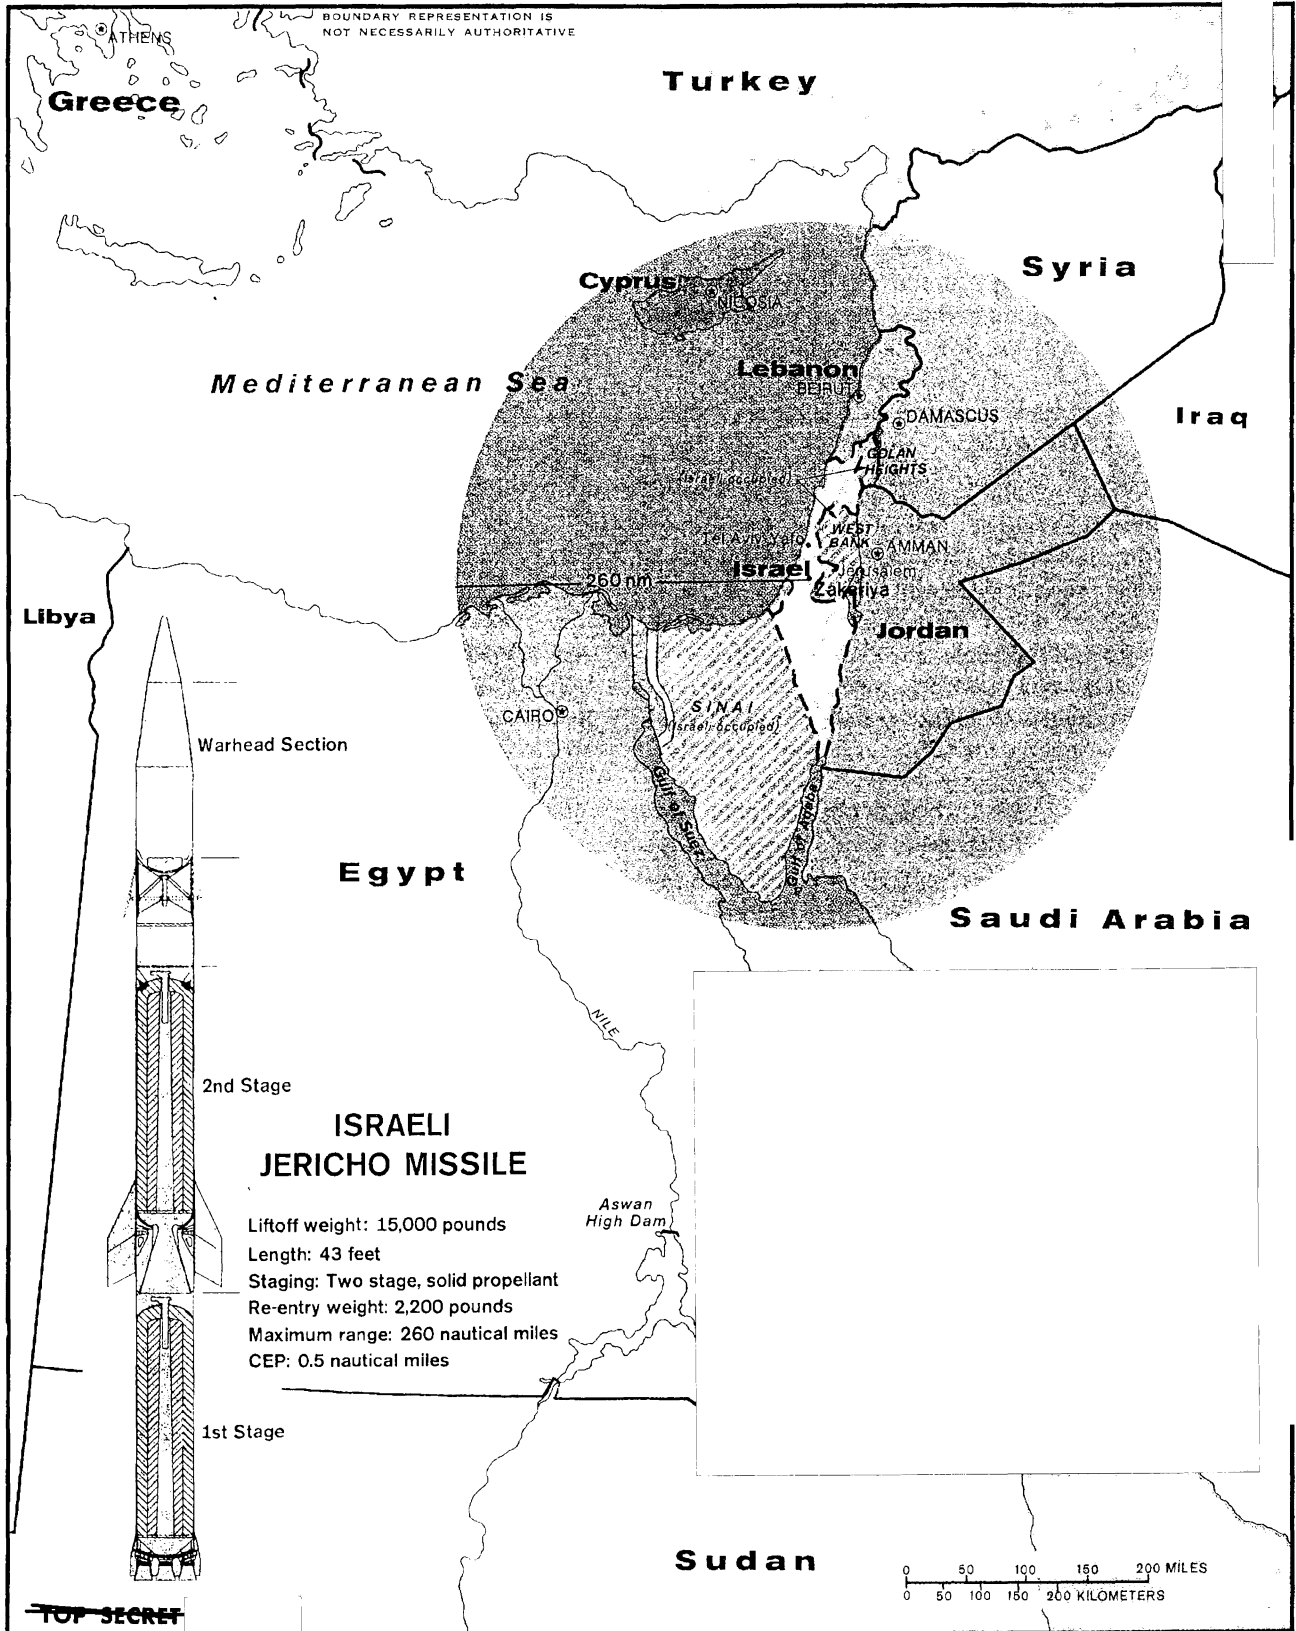 BOUNDARY REPRESENTATION IS
NOT NECESSARILY AUTHORITATIVE
ATHENS
Greece
Turkey
Syria
Cyprus
NICOSIA
Mediterranean Sea
Lebanon
BEIRUT
DAMASCUS
Iraq
GOLAN
HEIGHTS
(Israeli occupied)
WEST
BANK
Tel Aviv-Yafo
AMMAN
Israel
Jerusalem
260 nm
Zakariya
Libya
Jordan
SINAI
(Israeli occupied)
CAIRO
Warhead Section
Gulf of Suez
Gulf of Aqaba
Egypt
Saudi Arabia
NILE
2nd Stage
ISRAELI
JERICHO MISSILE
Aswan
High Dam
Liftoff weight: 15,000 pounds
Length: 43 feet
Staging: Two stage, solid propellant
Re-entry weight: 2,200 pounds
Maximum range: 260 nautical miles
CEP: 0.5 nautical miles
1st Stage
Sudan
0 50 100 150 200 MILES
0 50 100 150 200 KILOMETERS
TOP SECRET